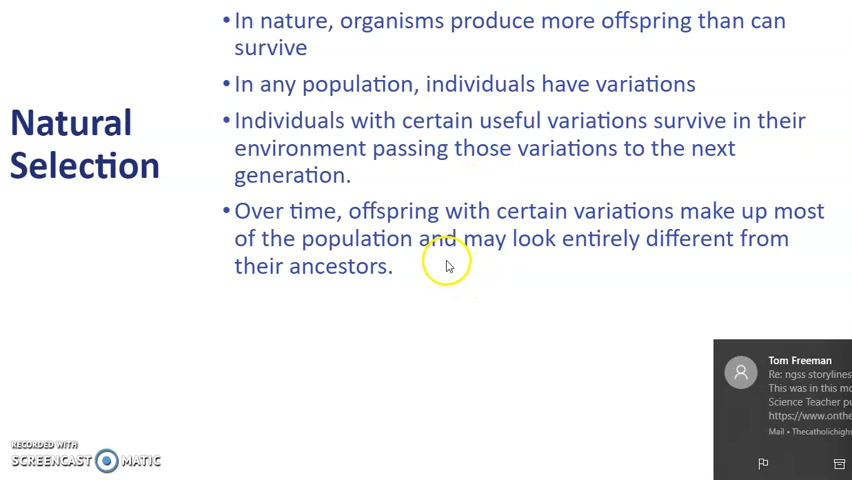 Natural
Selection
•In nature, organisms produce more offspring than can
survive
•In any population, individuals have variations
•Individuals with certain useful variations survive in their
environment passing those variations to the next
generation.
•Over time, offspring with certain variations make up most
of the population and may look entirely different from
their ancestors.
Tom Freeman
Re: ngss storylines
This was in this mo
Science Teacher pu
https://www.onthe
Mail • Thecatholichighs
RECORDED WITH
SCREENCAST MATIC